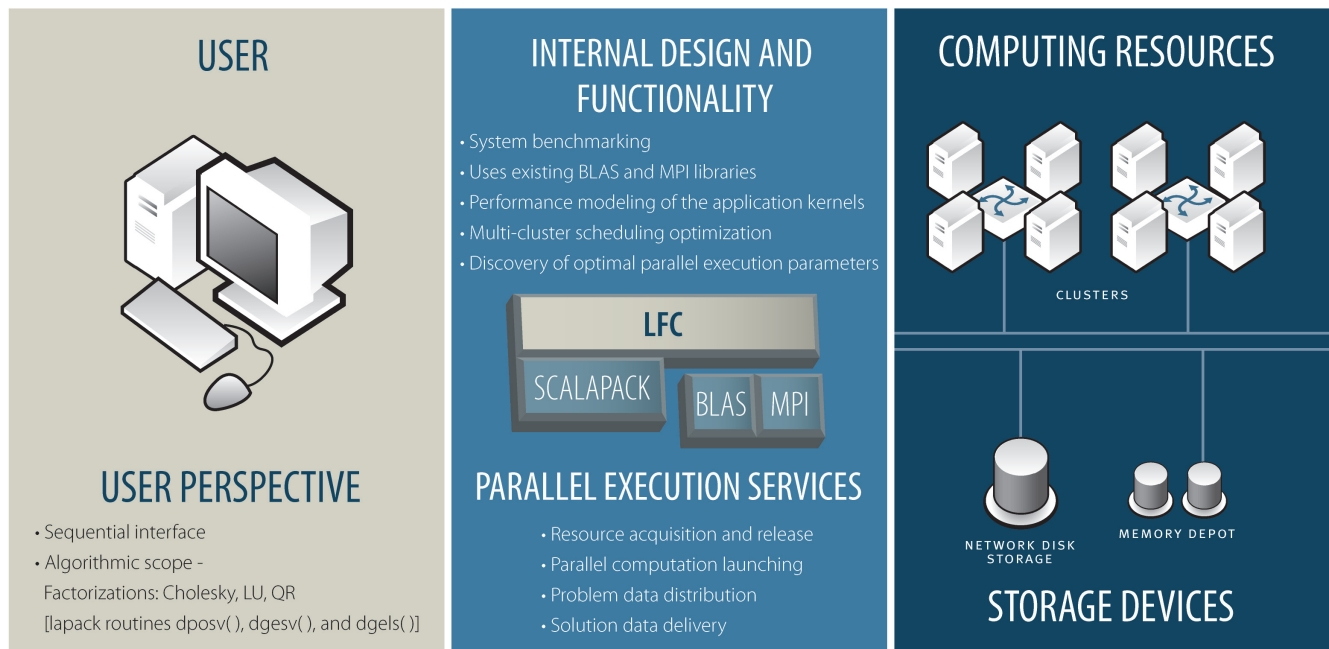 USER
USER PERSPECTIVE
• Sequential interface
• Algorithmic scope -
Factorizations: Cholesky, LU, QR
[lapack routines dposv( ), dgesv( ), and dgels( )]
INTERNAL DESIGN AND
FUNCTIONALITY
• System benchmarking
• Uses existing BLAS and MPI libraries
• Performance modeling of the application kernels
• Multi-cluster scheduling optimization
• Discovery of optimal parallel execution parameters
LFC
SCALAPACK
BLAS MPI
PARALLEL EXECUTION SERVICES
• Resource acquisition and release
• Parallel computation launching
• Problem data distribution
• Solution data delivery
COMPUTING RESOURCES
CLUSTERS
NETWORK DISK
STORAGE
MEMORY DEPOT
STORAGE DEVICES